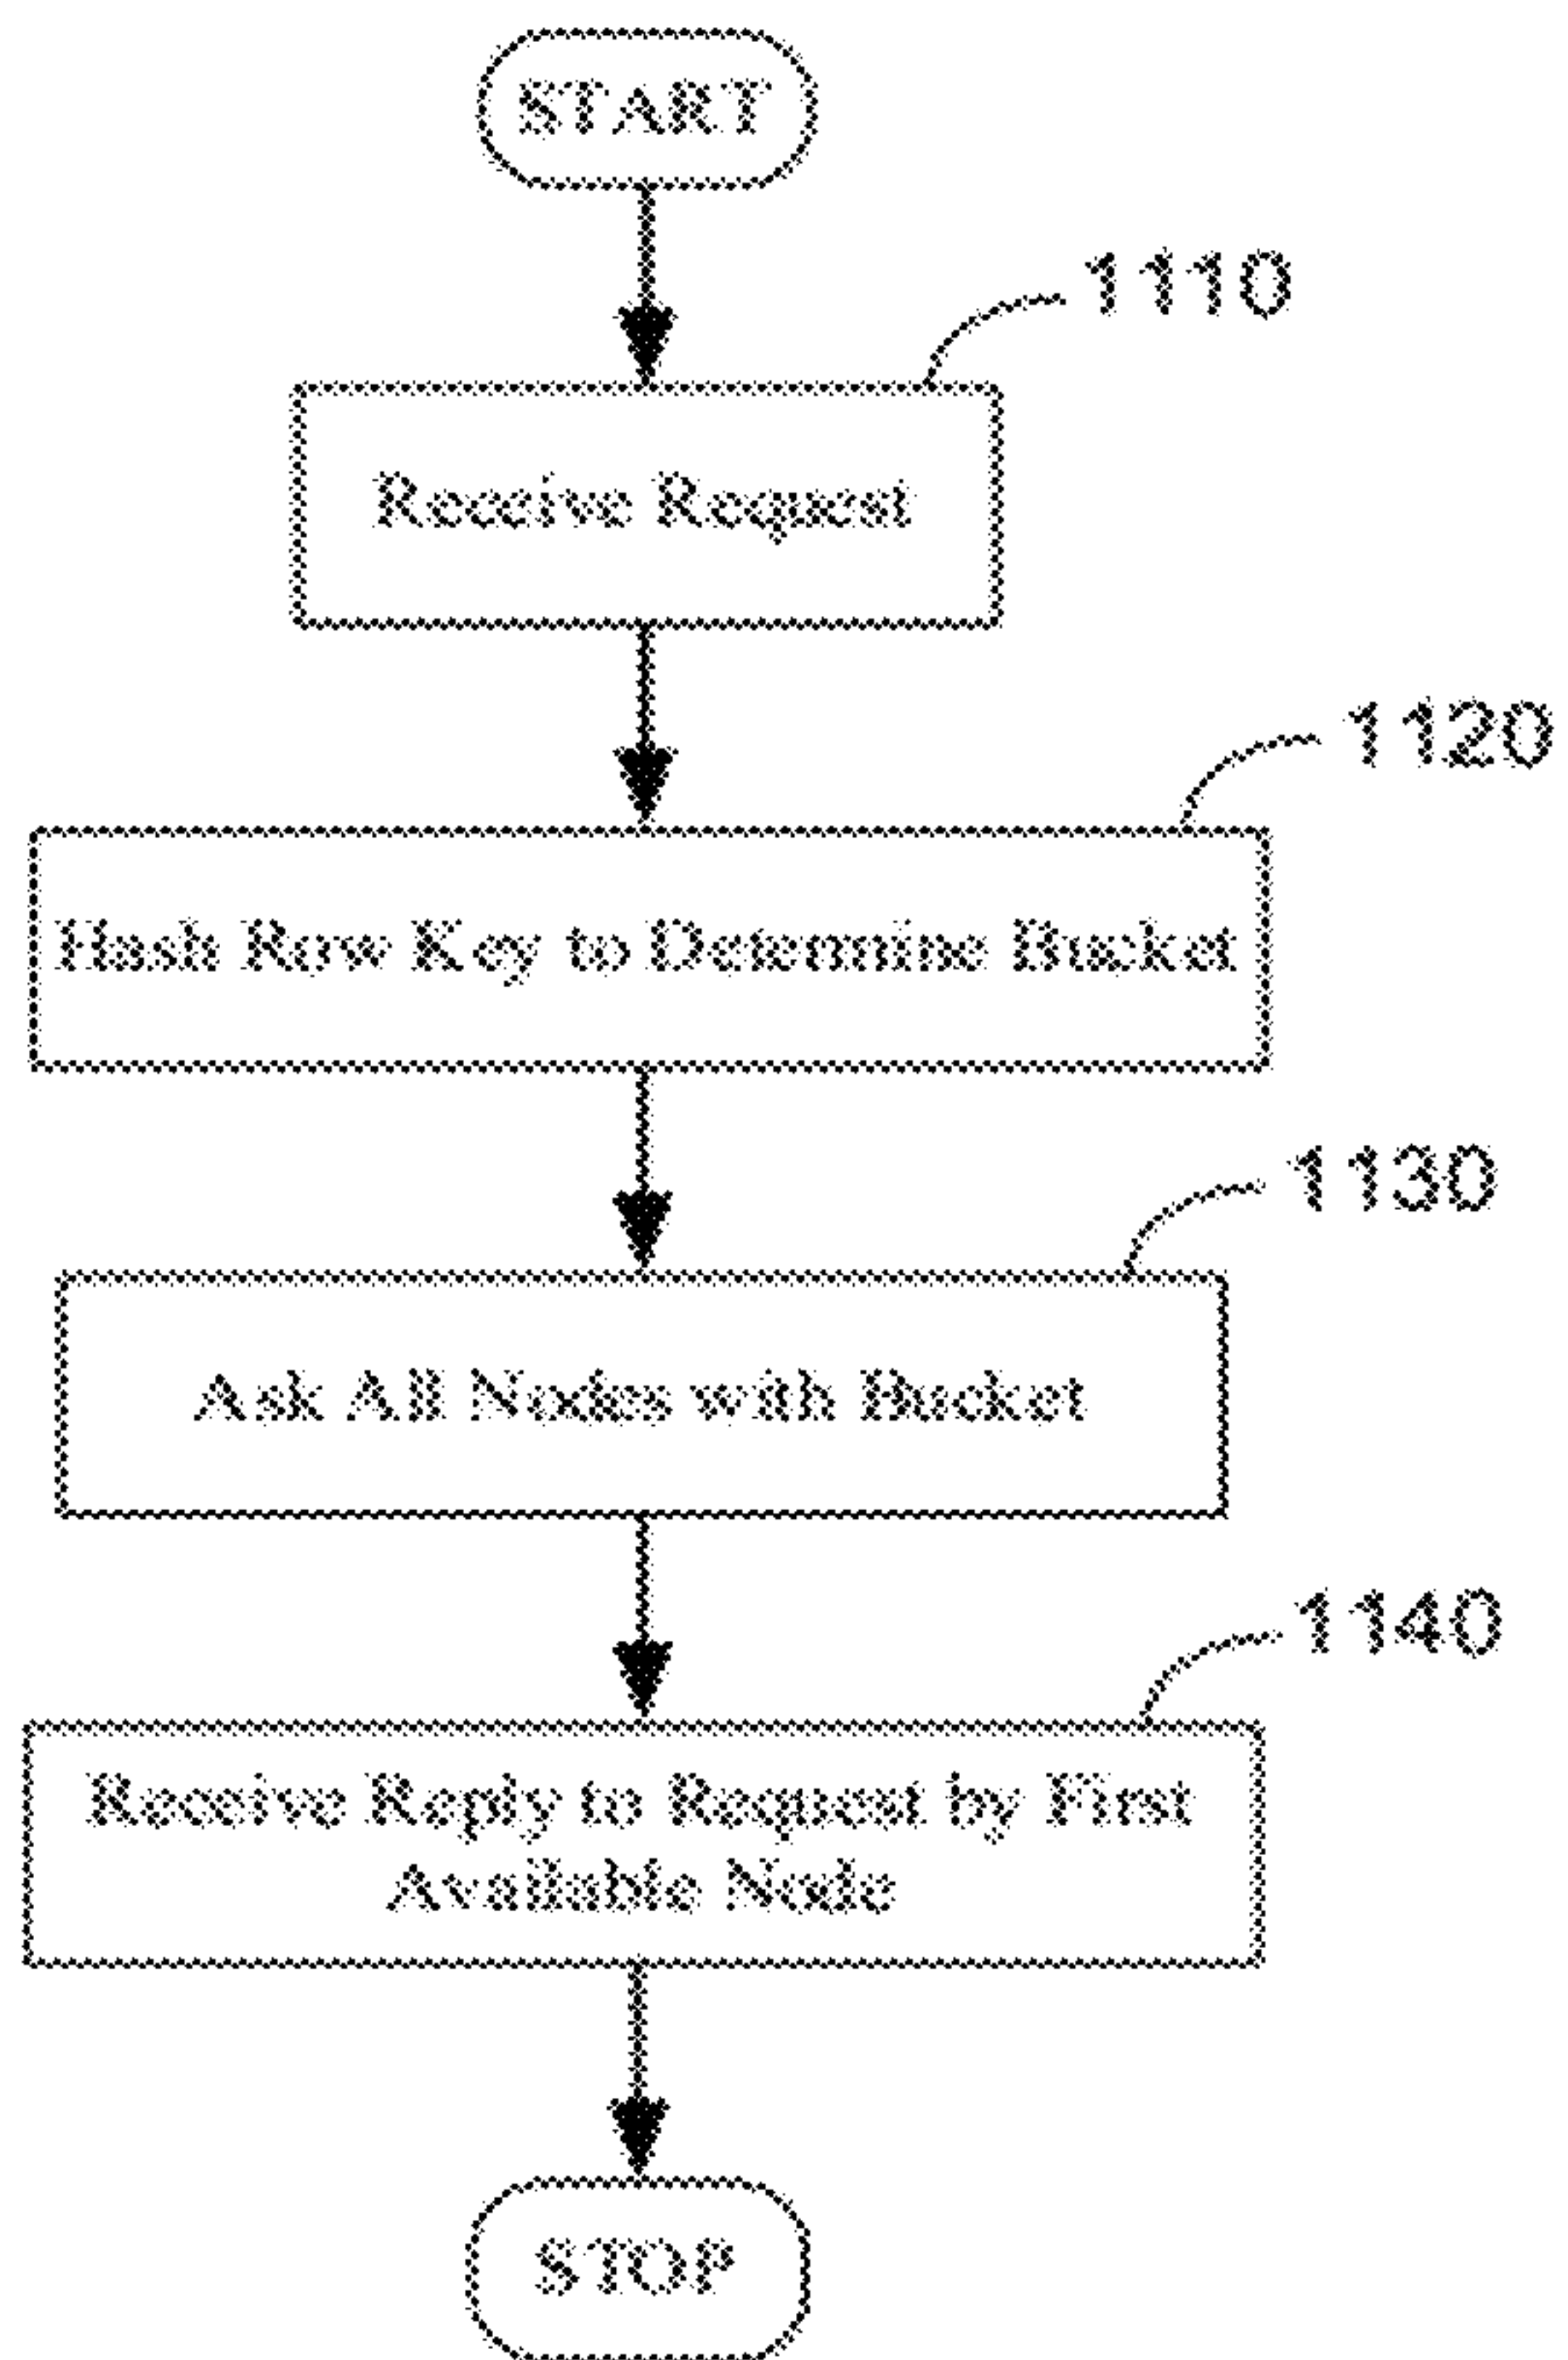 START
1110
Receive Request
1120
Hash Row Key to Determine Bucket
1130
Ask All Nodes with Bucket
1140
Receive Reply to Request by First
Available Node
STOP